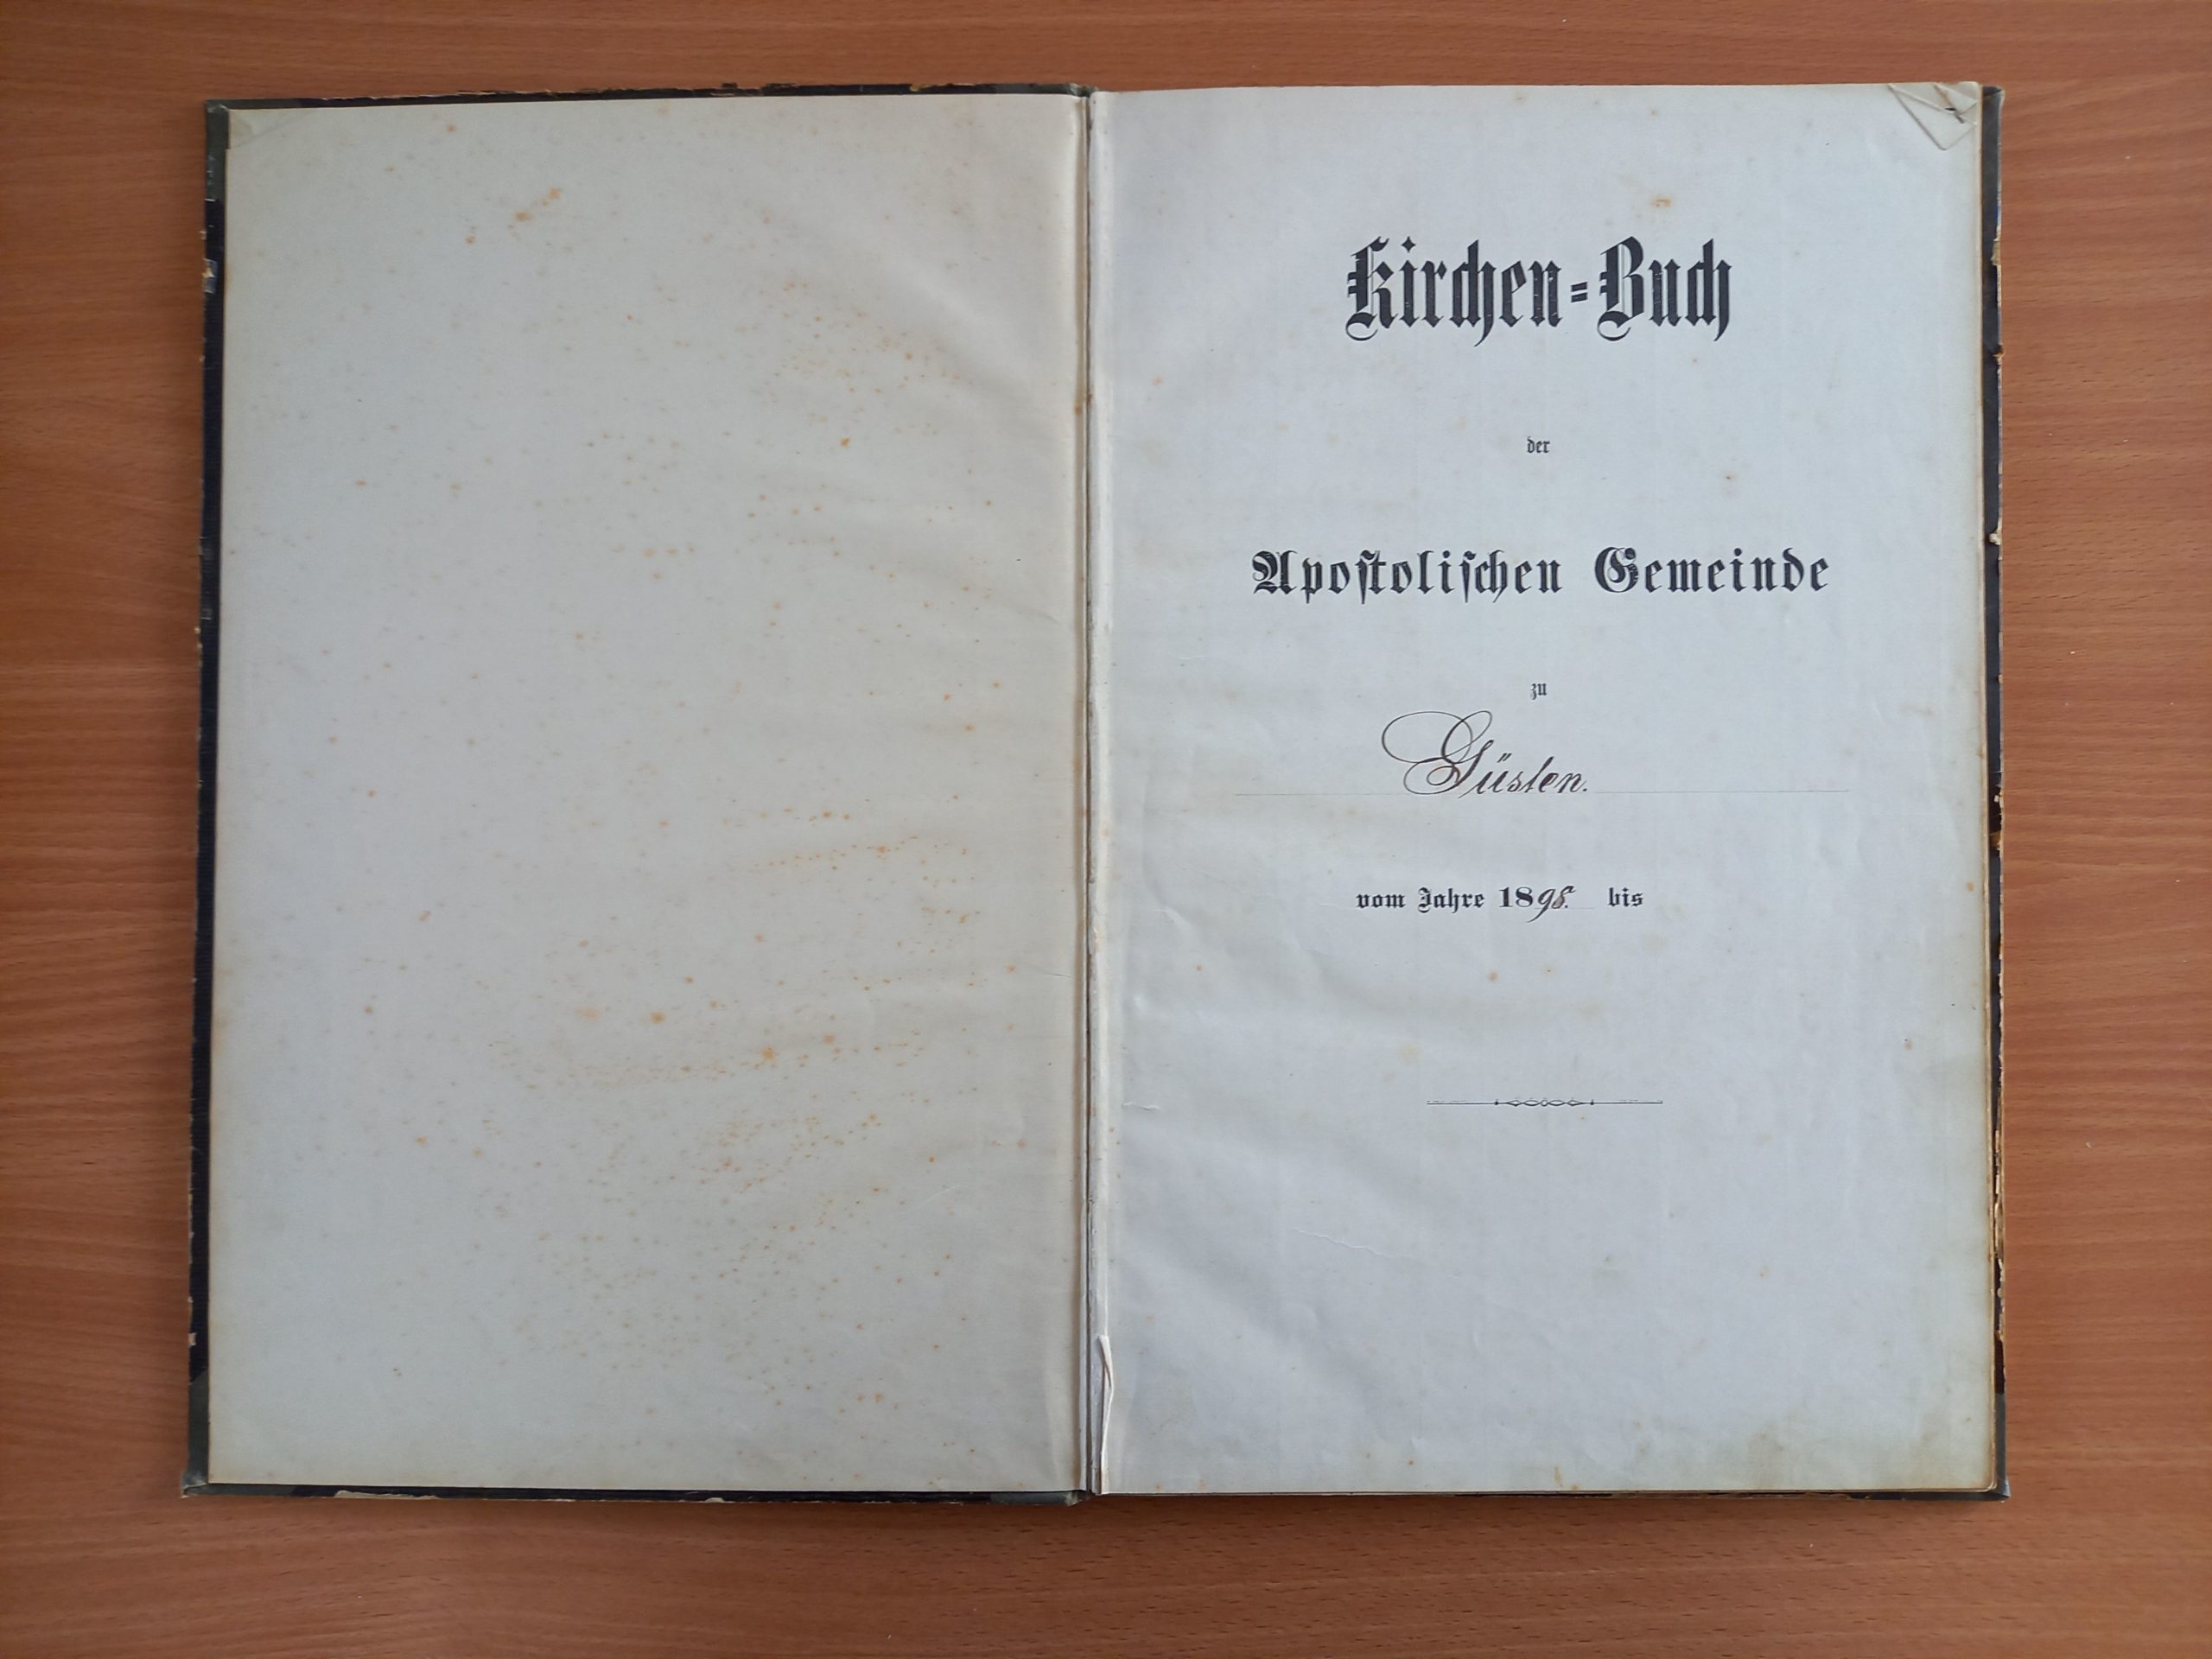 Kirchen=Buch
der
Apoſtoliſchen Gemeinde
zu
Güsten.
vom Jahre 1898. bis